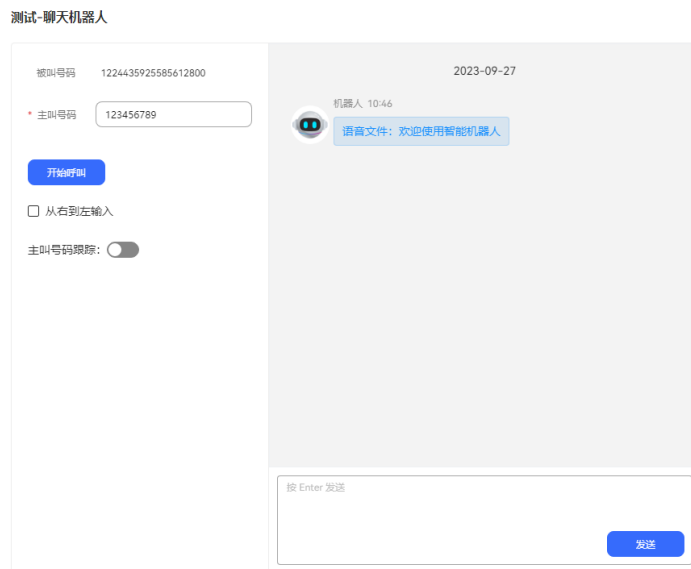 测试-聊天机器人
被叫号码 1224435925585612800
* 主叫号码 123456789
开始呼叫
从右到左输入
主叫号码跟踪：
2023-09-27
机器人 10:46
语音文件：欢迎使用智能机器人
按 Enter 发送
发送